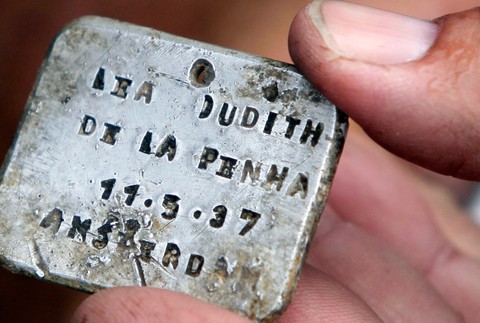 LEA JUDITH
DE LA PENHA
11.5.37
AMSTERDAM